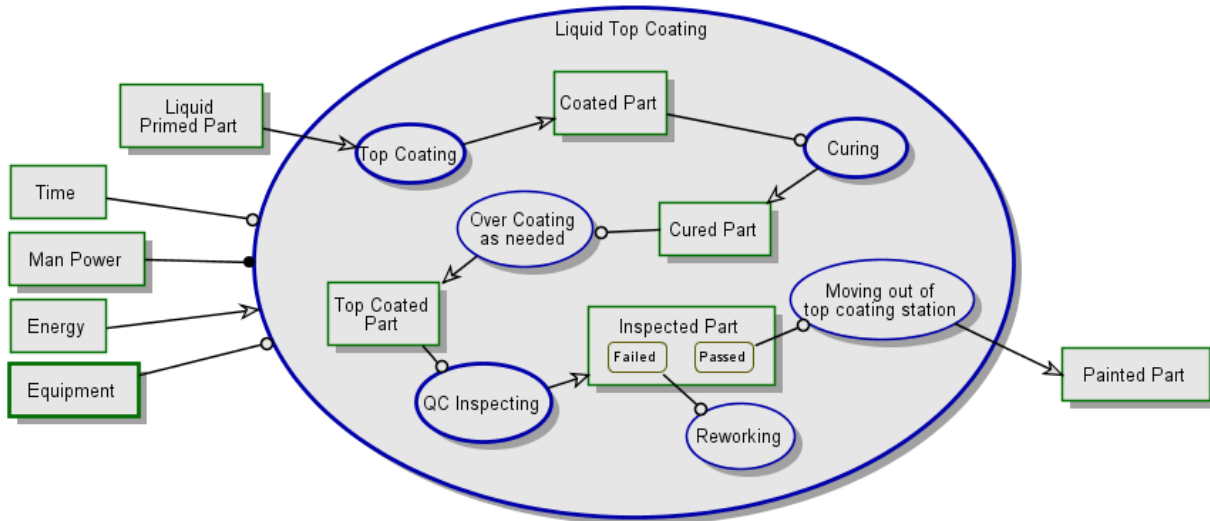 Liquid Top Coating
Liquid
Primed Part
Top Coating
Coated Part
Curing
Time
Man Power
Energy
Equipment
Over Coating
as needed
Cured Part
Top Coated
Part
Inspected Part
Failed
Passed
Moving out of
top coating station
QC Inspecting
Reworking
Painted Part